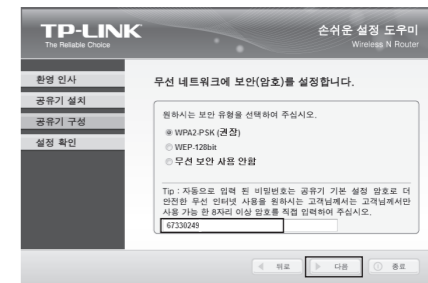 TP-LINK
The Reliable Choice
손쉬운 설정 도우미
Wireless N Router
환영 인사
공유기 설치
공유기 구성
설정 확인
무선 네트워크에 보안(암호)를 설정합니다.
원하시는 보안 유형을 선택하여 주십시오.
WPA2-PSK (권장)
WEP-128bit
무선 보안 사용 안함
Tip : 자동으로 입력 된 비밀번호는 공유기 기본 설정 암호로 더
안전한 무선 인터넷 사용을 원하시는 고객님께서는 고객님께서만
사용 가능 한 8자리 이상 암호를 직접 입력하여 주십시오.
67330249
뒤로
다음
종료